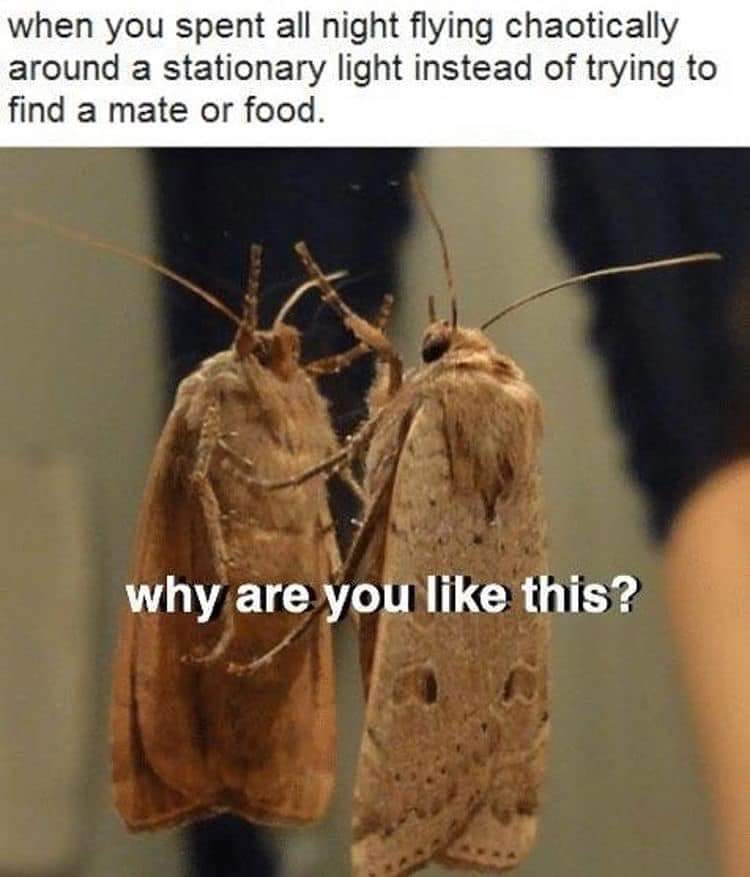 when you spent all night flying chaotically
around a stationary light instead of trying to
find a mate or food.
why are you like this?